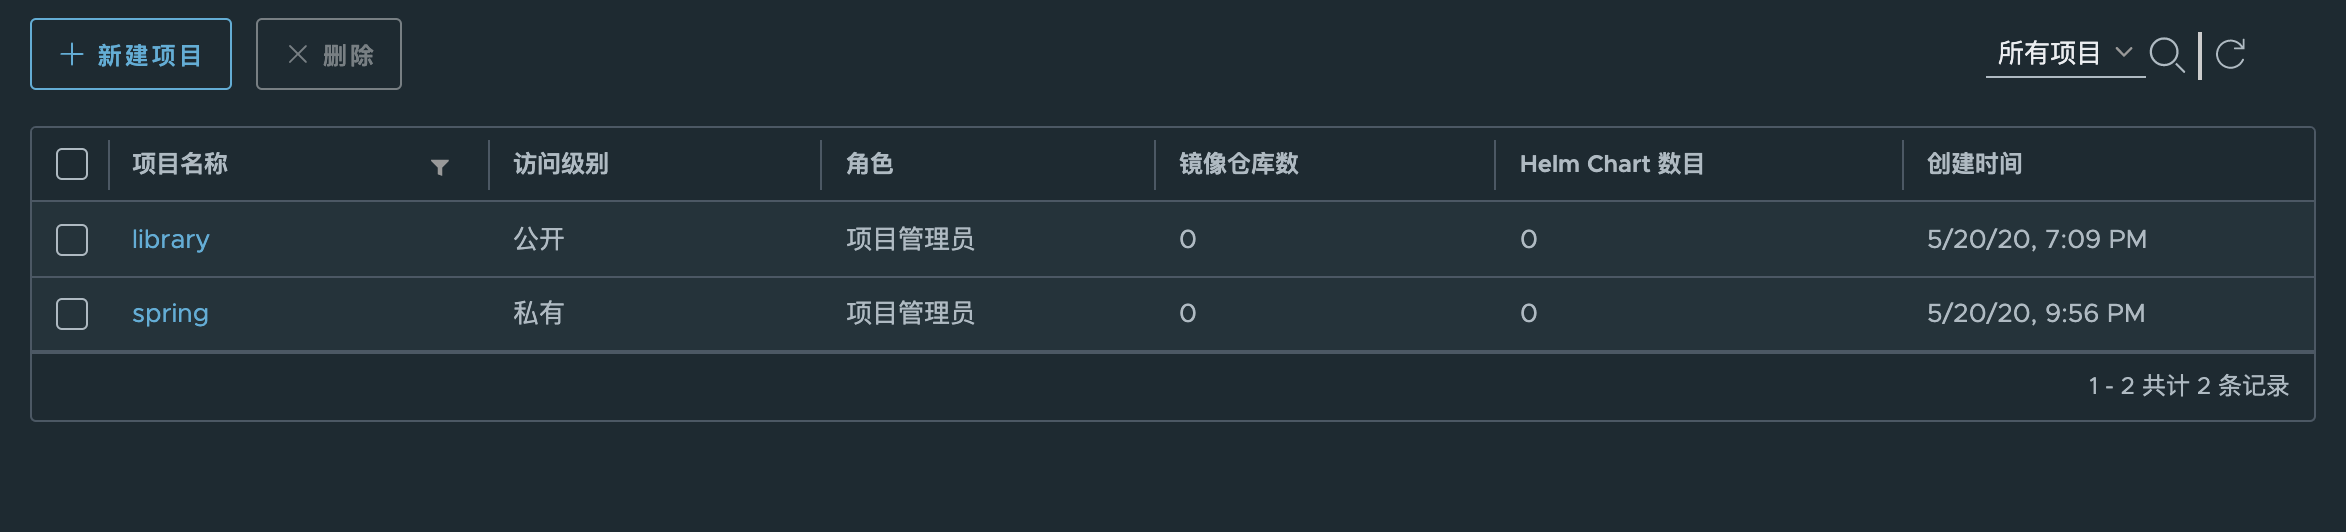 新建项目 删除 所有项目
项目名称 访问级别 角色 镜像仓库数 Helm Chart 数目 创建时间
library 公开 项目管理员 0 0 5/20/20, 7:09 PM
spring 私有 项目管理员 0 0 5/20/20, 9:56 PM
1 - 2 共计 2 条记录